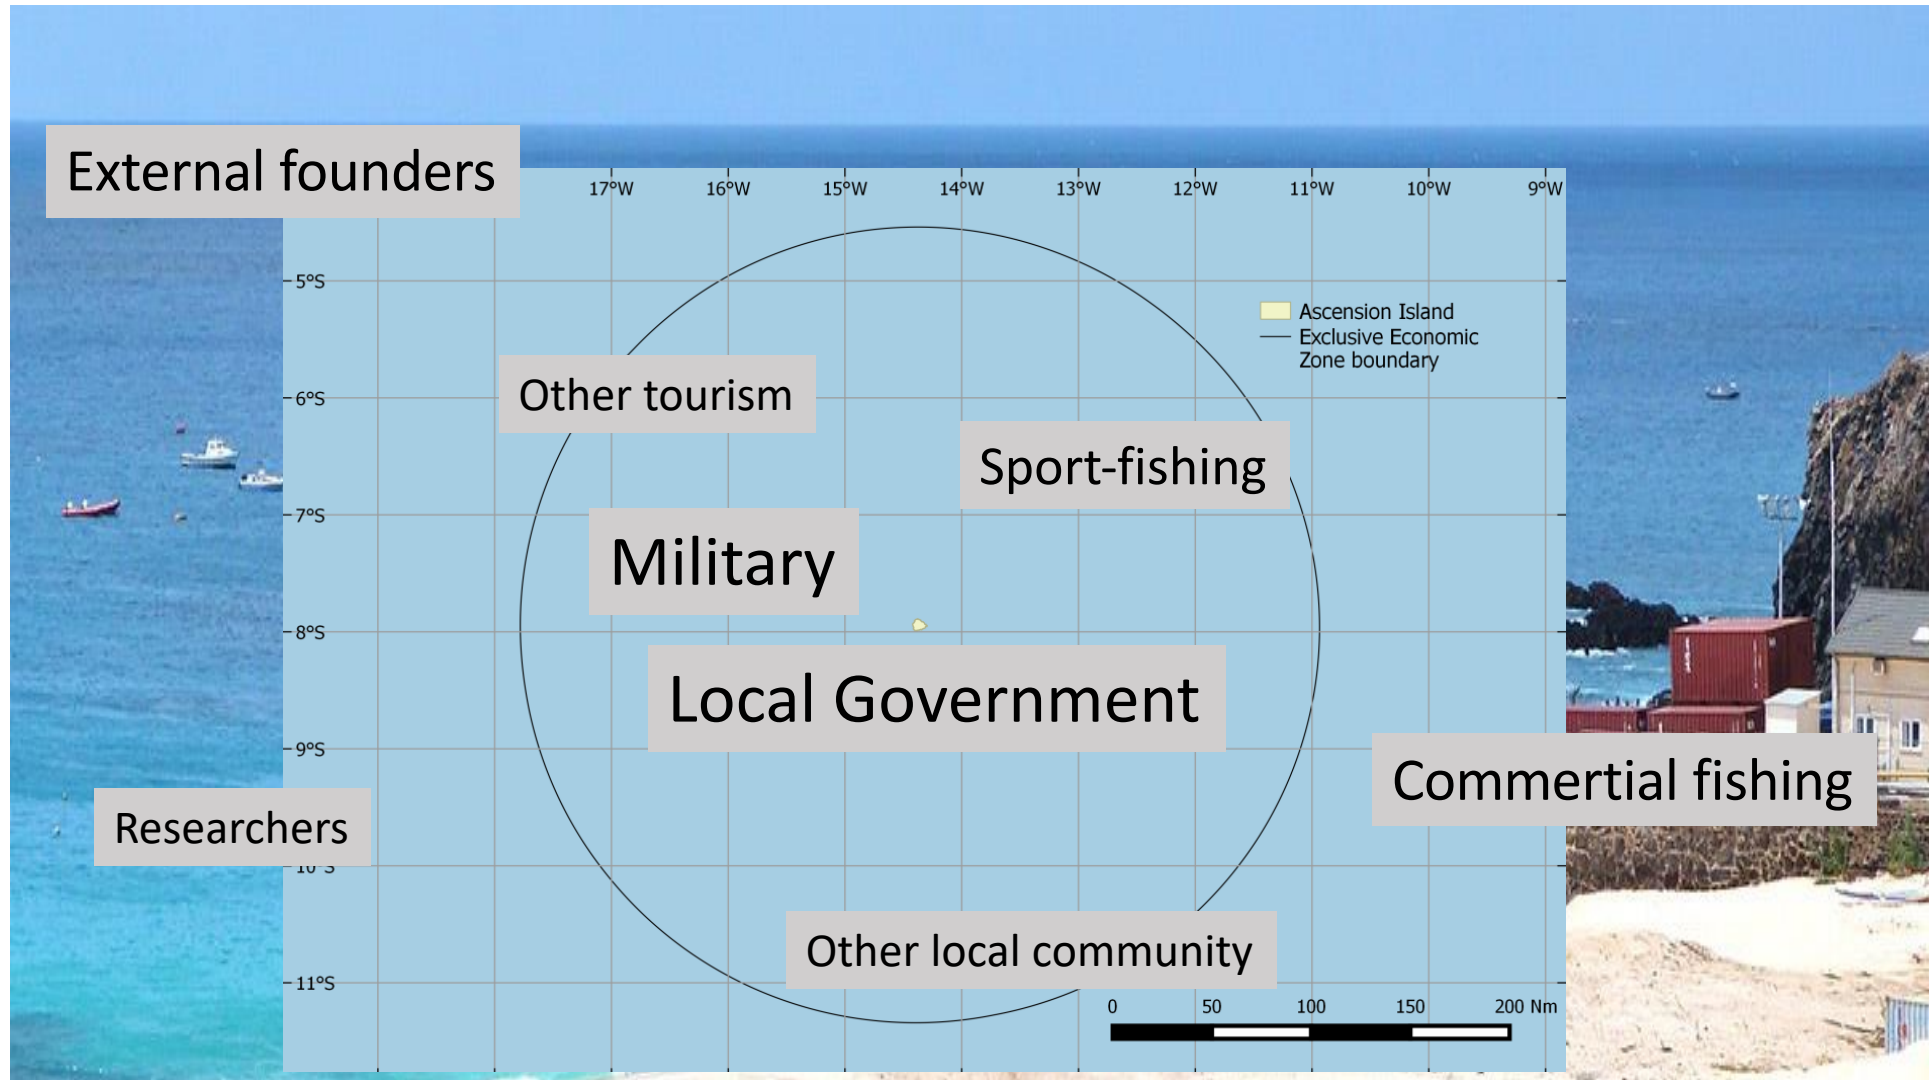 External founders
17°W 16°W 15°W 14°W 13°W 12°W 11°W 10°W 9°W
5°S
Ascension Island
Exclusive Economic
Zone boundary
Other tourism
6°S
Sport-fishing
7°S
Military
8°S
Local Government
9°S
Commertial fishing
Researchers
10°S
Other local community
11°S
0 50 100 150 200 Nm